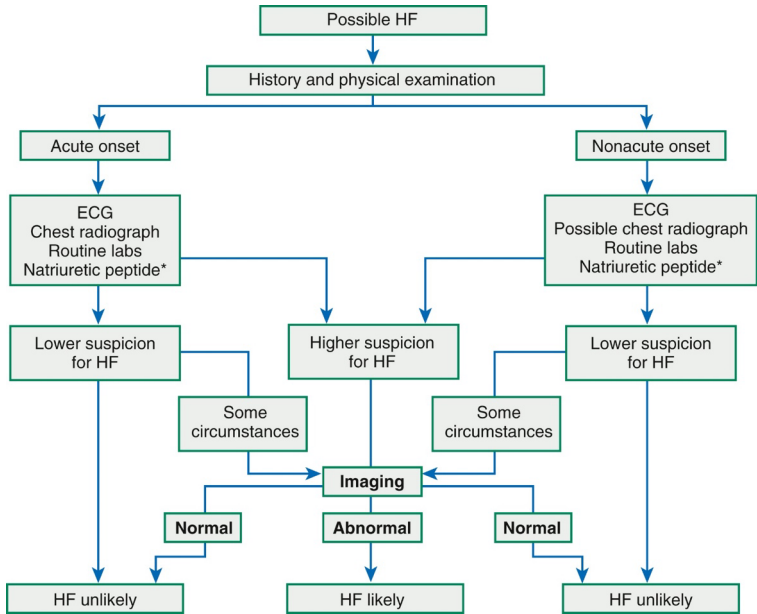 Possible HF
History and physical examination
Acute onset
Nonacute onset
ECG
Chest radiograph
Routine labs
Natriuretic peptide*
ECG
Possible chest radiograph
Routine labs
Natriuretic peptide*
Lower suspicion
for HF
Higher suspicion
for HF
Lower suspicion
for HF
Some
circumstances
Some
circumstances
Imaging
Normal
Abnormal
Normal
HF unlikely
HF likely
HF unlikely